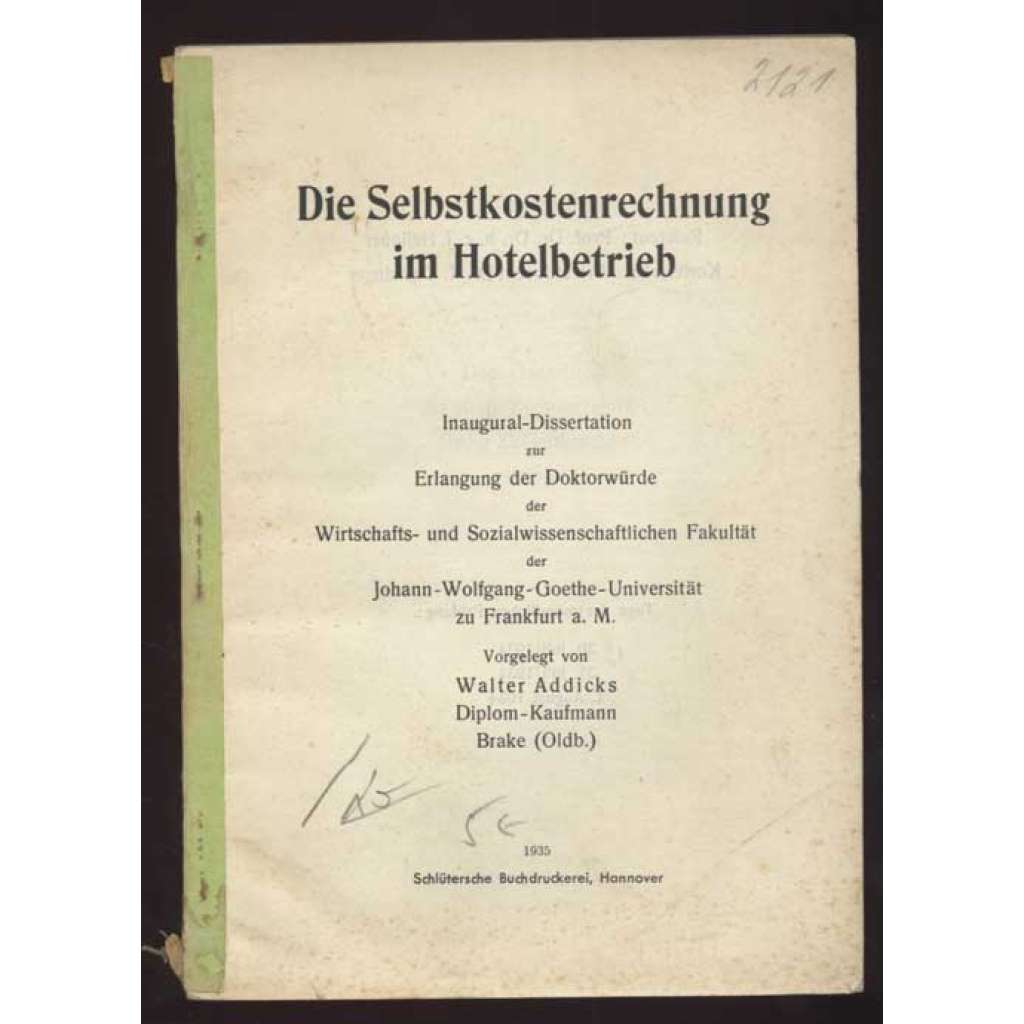 2121
Die Selbstkostenrechnung
im Hotelbetrieb
Inaugural-Dissertation
zur
Erlangung der Doktorwürde
der
Wirtschafts- und Sozialwissenschaftlichen Fakultät
der
Johann-Wolfgang-Goethe-Universität
zu Frankfurt a. M.
Vorgelegt von
Walter Addicks
Diplom-Kaufmann
Brake (Oldb.)
1935
Schlütersche Buchdruckerei, Hannover